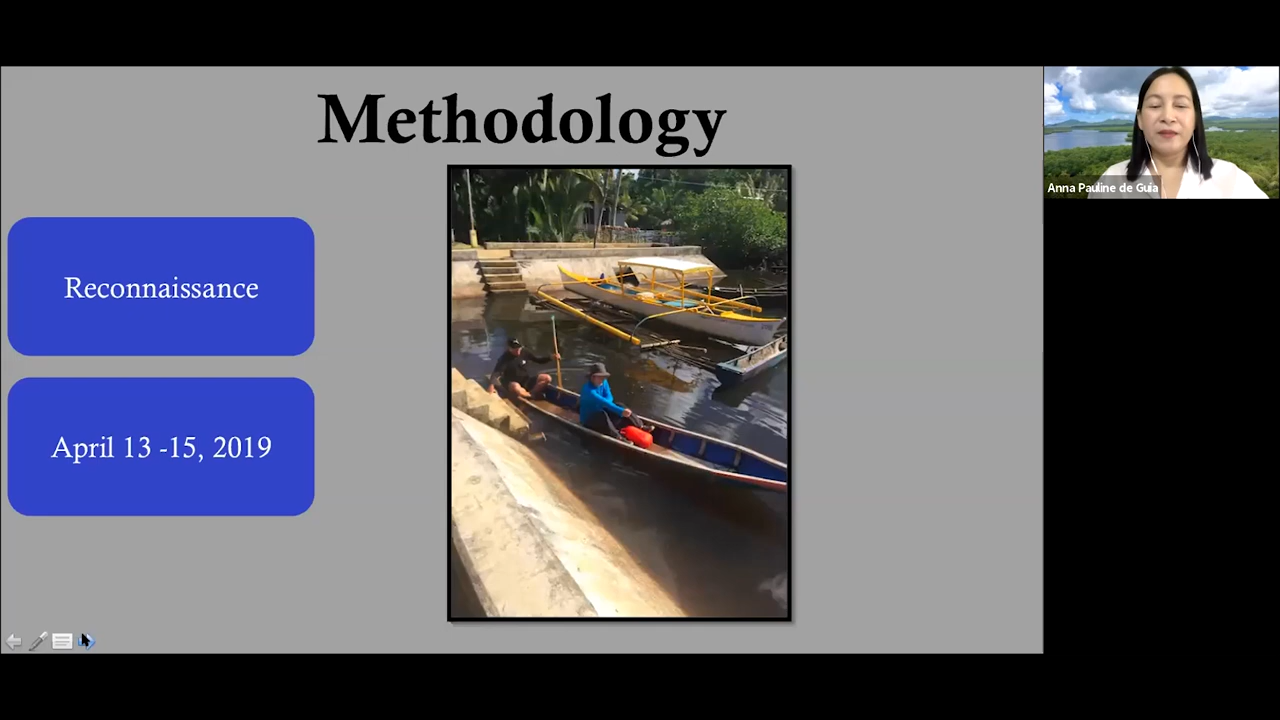 Methodology
Reconnaissance
April 13 -15, 2019
Anna Pauline de Guia